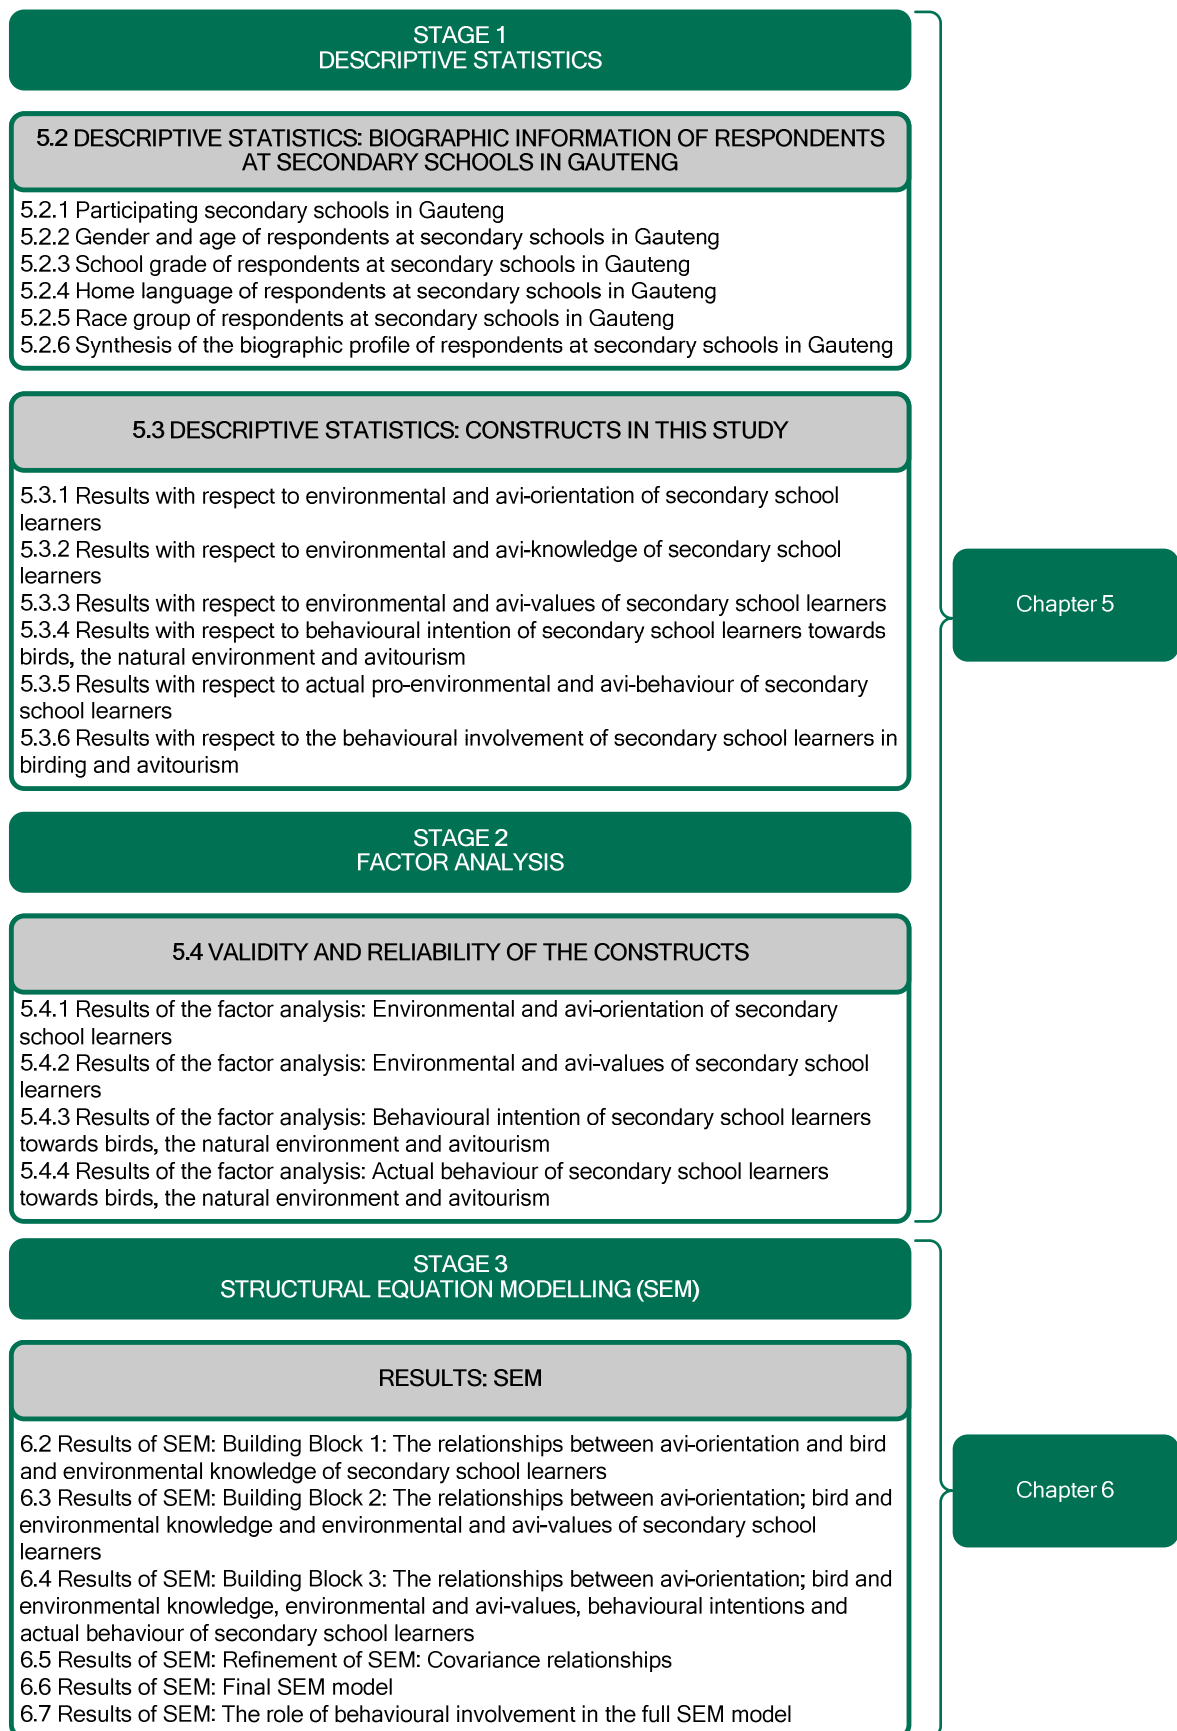 STAGE 1
DESCRIPTIVE STATISTICS
5.2 DESCRIPTIVE STATISTICS: BIOGRAPHIC INFORMATION OF RESPONDENTS
AT SECONDARY SCHOOLS IN GAUTENG
5.2.1 Participating secondary schools in Gauteng
5.2.2 Gender and age of respondents at secondary schools in Gauteng
5.2.3 School grade of respondents at secondary schools in Gauteng
5.2.4 Home language of respondents at secondary schools in Gauteng
5.2.5 Race group of respondents at secondary schools in Gauteng
5.2.6 Synthesis of the biographic profile of respondents at secondary schools in Gauteng
5.3 DESCRIPTIVE STATISTICS: CONSTRUCTS IN THIS STUDY
5.3.1 Results with respect to environmental and avi-orientation of secondary school
learners
5.3.2 Results with respect to environmental and avi-knowledge of secondary school
learners
5.3.3 Results with respect to environmental and avi-values of secondary school learners
5.3.4 Results with respect to behavioural intention of secondary school learners towards
birds, the natural environment and avitourism
5.3.5 Results with respect to actual pro-environmental and avi-behaviour of secondary
school learners
5.3.6 Results with respect to the behavioural involvement of secondary school learners in
birding and avitourism
STAGE 2
FACTOR ANALYSIS
5.4 VALIDITY AND RELIABILITY OF THE CONSTRUCTS
5.4.1 Results of the factor analysis: Environmental and avi-orientation of secondary
school learners
5.4.2 Results of the factor analysis: Environmental and avi-values of secondary school
learners
5.4.3 Results of the factor analysis: Behavioural intention of secondary school learners
towards birds, the natural environment and avitourism
5.4.4 Results of the factor analysis: Actual behaviour of secondary school learners
towards birds, the natural environment and avitourism
Chapter 5
STAGE 3
STRUCTURAL EQUATION MODELLING (SEM)
RESULTS: SEM
6.2 Results of SEM: Building Block 1: The relationships between avi-orientation and bird
and environmental knowledge of secondary school learners
6.3 Results of SEM: Building Block 2: The relationships between avi-orientation; bird and
environmental knowledge and environmental and avi-values of secondary school
learners
6.4 Results of SEM: Building Block 3: The relationships between avi-orientation; bird and
environmental knowledge, environmental and avi-values, behavioural intentions and
actual behaviour of secondary school learners
6.5 Results of SEM: Refinement of SEM: Covariance relationships
6.6 Results of SEM: Final SEM model
6.7 Results of SEM: The role of behavioural involvement in the full SEM model
Chapter 6